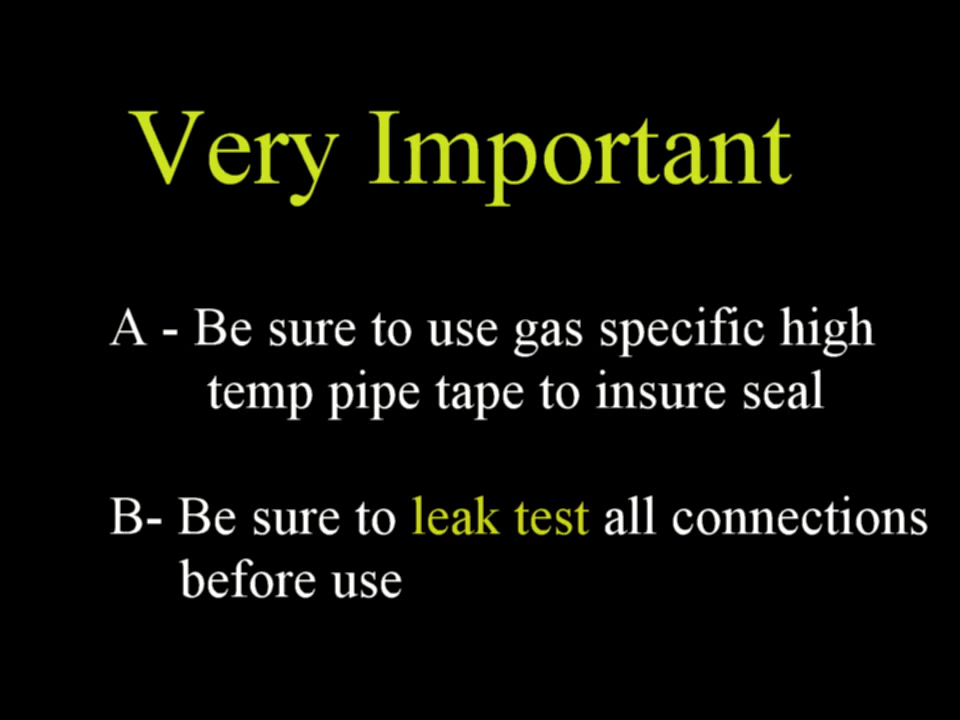 Very Important
A - Be sure to use gas specific high
temp pipe tape to insure seal
B- Be sure to leak test all connections
before use